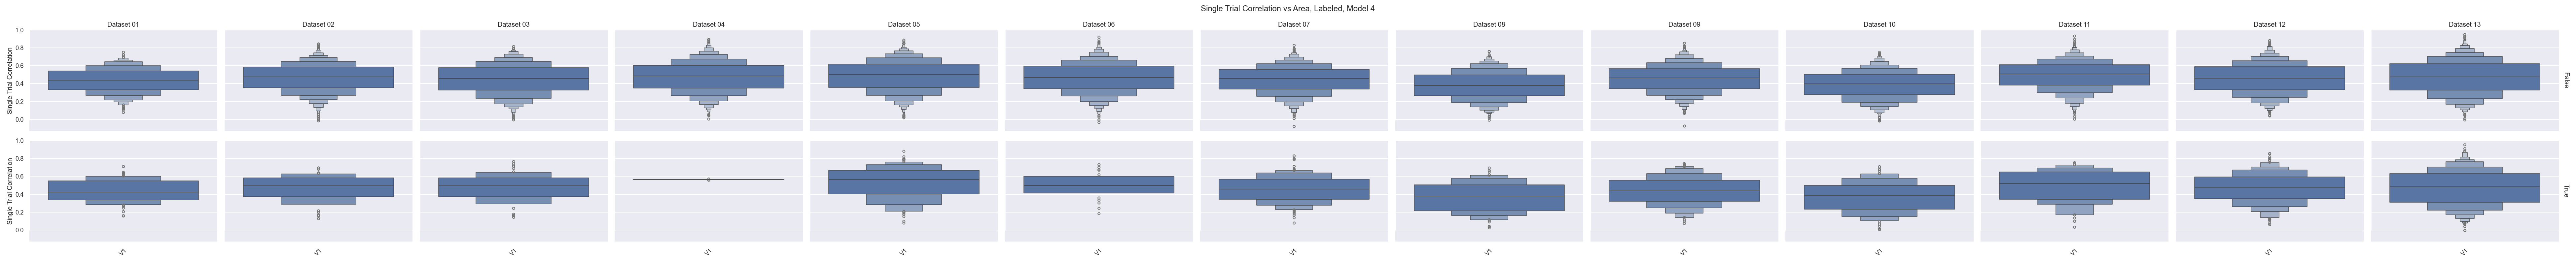 Single Trial Correlation vs Area, Labeled, Model 4
Dataset 01 Dataset 02 Dataset 03 Dataset 04 Dataset 05 Dataset 06 Dataset 07 Dataset 08 Dataset 09 Dataset 10 Dataset 11 Dataset 12 Dataset 13
Single Trial Correlation
1.0
0.8
0.6
0.4
0.2
0.0
False
Single Trial Correlation
1.0
0.8
0.6
0.4
0.2
0.0
True
V1 V1 V1 V1 V1 V1 V1 V1 V1 V1 V1 V1 V1